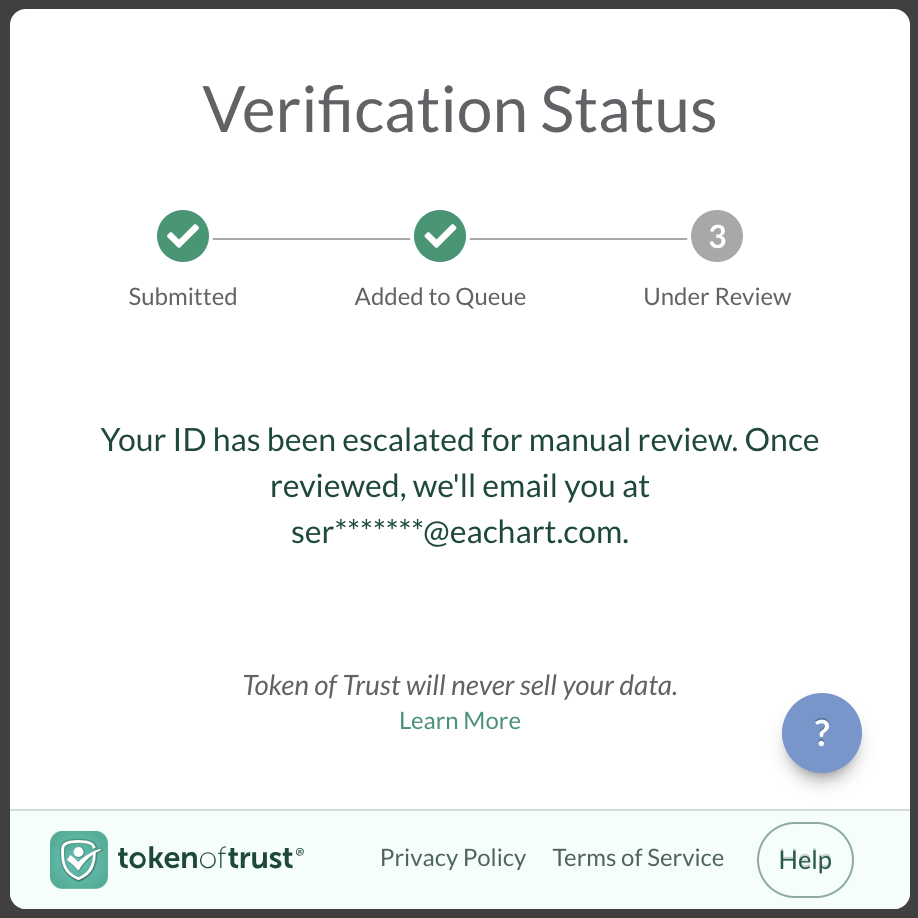 Verification Status
3
Submitted
Added to Queue
Under Review
Your ID has been escalated for manual review. Once
reviewed, we'll email you at
ser*******@eachart.com.
Token of Trust will never sell your data.
Learn More
?
tokenoftrust®
Privacy Policy
Terms of Service
Help